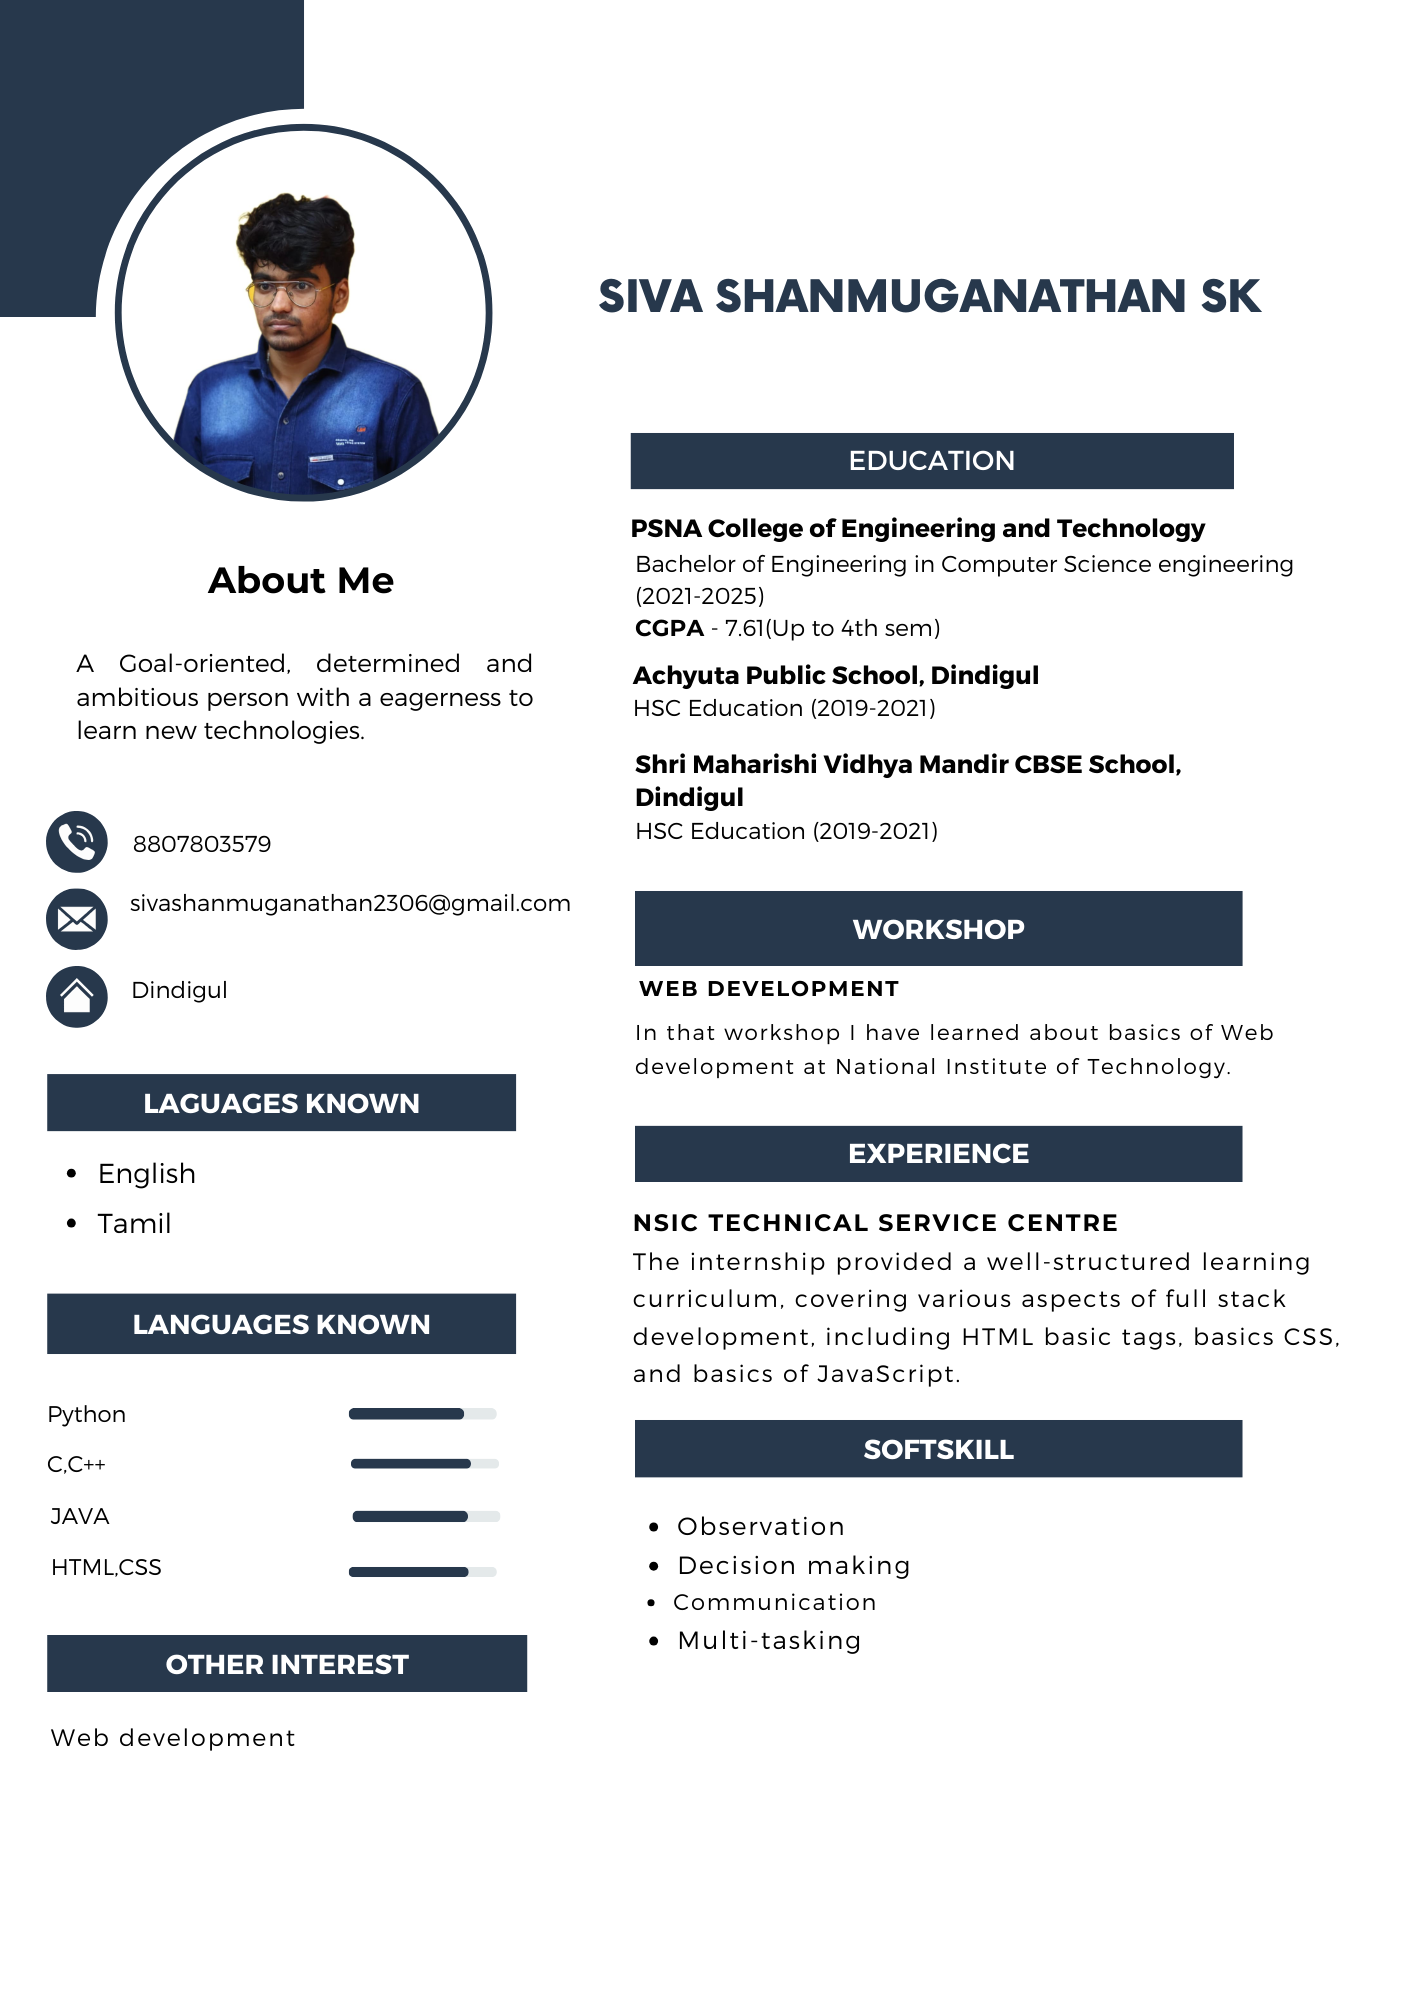 SIVA SHANMUGANATHAN SK
About Me
A Goal-oriented, determined and
ambitious person with a eagerness to
learn new technologies.
8807803579
sivashanmuganathan2306@gmail.com
Dindigul
LAGUAGES KNOWN
• English
• Tamil
LANGUAGES KNOWN
Python
C,C++
JAVA
HTML,CSS
OTHER INTEREST
Web development
EDUCATION
PSNA College of Engineering and Technology
Bachelor of Engineering in Computer Science engineering
(2021-2025)
CGPA - 7.61(Up to 4th sem)
Achyuta Public School, Dindigul
HSC Education (2019-2021)
Shri Maharishi Vidhya Mandir CBSE School,
Dindigul
HSC Education (2019-2021)
WORKSHOP
WEB DEVELOPMENT
In that workshop I have learned about basics of Web
development at National Institute of Technology.
EXPERIENCE
NSIC TECHNICAL SERVICE CENTRE
The internship provided a well-structured learning
curriculum, covering various aspects of full stack
development, including HTML basic tags, basics CSS,
and basics of JavaScript.
SOFTSKILL
• Observation
• Decision making
• Communication
• Multi-tasking